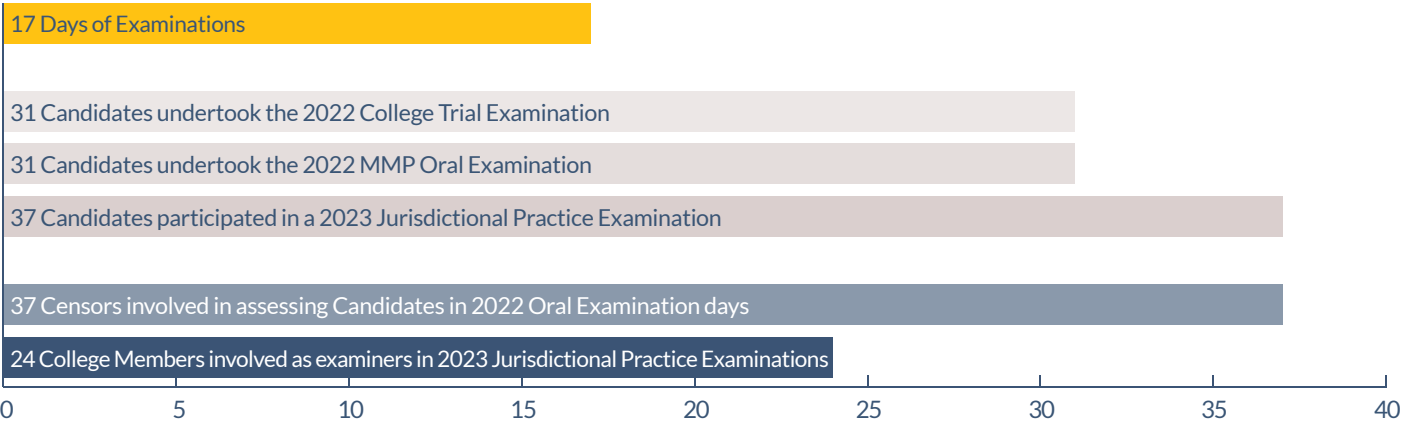 17 Days of Examinations
31 Candidates undertook the 2022 College Trial Examination
31 Candidates undertook the 2022 MMP Oral Examination
37 Candidates participated in a 2023 Jurisdictional Practice Examination
37 Censors involved in assessing Candidates in 2022 Oral Examination days
24 College Members involved as examiners in 2023 Jurisdictional Practice Examinations
0 5 10 15 20 25 30 35 40